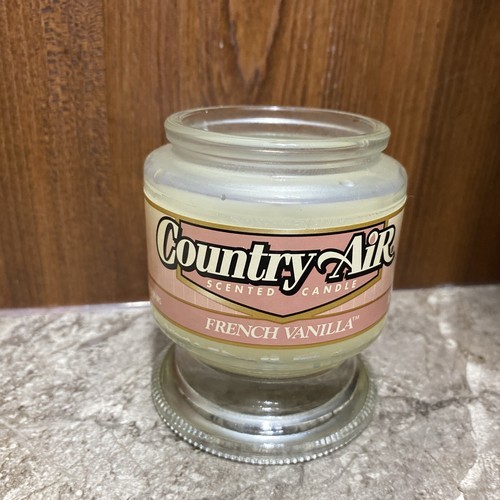 Country Air
SCENTED CANDLE
FRENCH VANILLA™